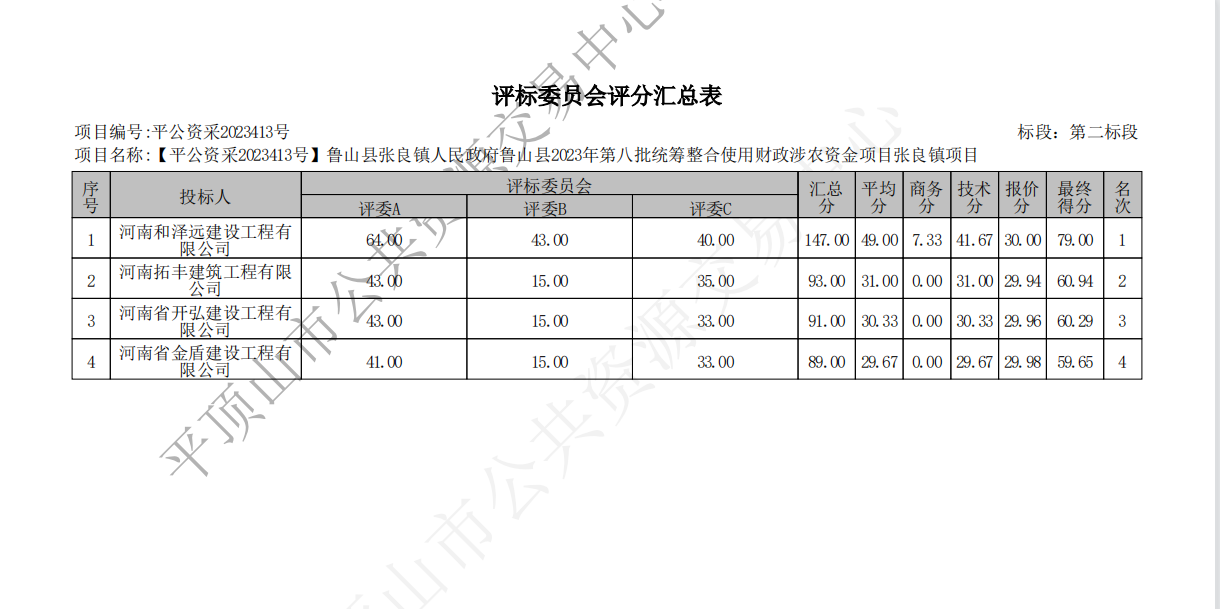 评标委员会评分汇总表
项目编号:平公资采2023413号 标段：第二标段
项目名称:【平公资采2023413号】鲁山县张良镇人民政府鲁山县2023年第八批统筹整合使用财政涉农资金项目张良镇项目
序号 投标人 评标委员会 汇总分 平均分 商务分 技术分 报价分 最终得分 名次
评委A 评委B 评委C
1 河南和泽远建设工程有限公司 64.00 43.00 40.00 147.00 49.00 7.33 41.67 30.00 79.00 1
2 河南拓丰建筑工程有限公司 43.00 15.00 35.00 93.00 31.00 0.00 31.00 29.94 60.94 2
3 河南省开弘建设工程有限公司 43.00 15.00 33.00 91.00 30.33 0.00 30.33 29.96 60.29 3
4 河南省金盾建设工程有限公司 41.00 15.00 33.00 89.00 29.67 0.00 29.67 29.98 59.65 4
平顶山市公共资源交易中心
山市公共资源交易中心